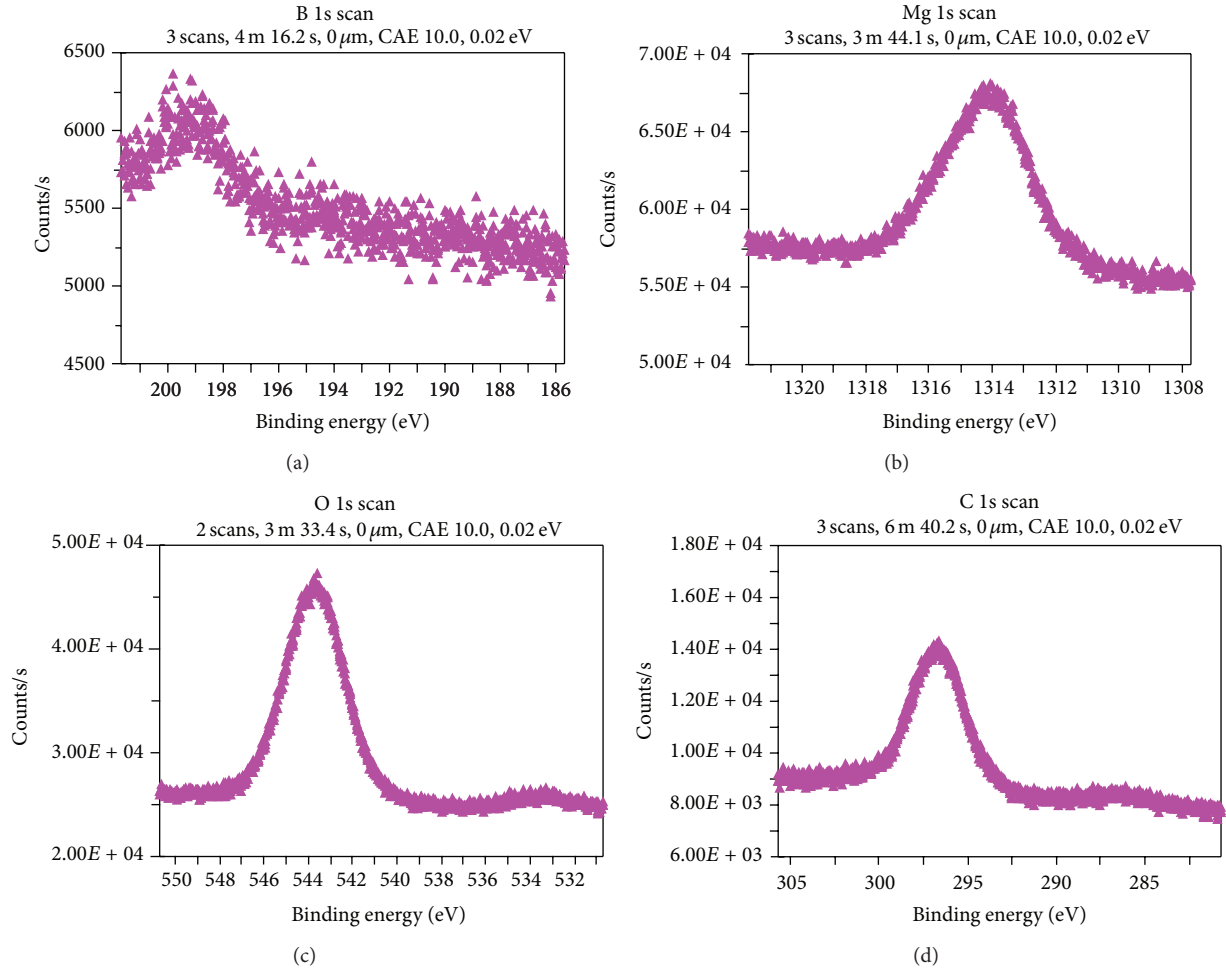 B 1s scan
3 scans, 4 m 16.2 s, 0 μm, CAE 10.0, 0.02 eV
6500
6000
5500
5000
4500
Counts/s
200 198 196 194 192 190 188 186
Binding energy (eV)
(a)
Mg 1s scan
3 scans, 3 m 44.1 s, 0 μm, CAE 10.0, 0.02 eV
7.00E + 04
6.50E + 04
6.00E + 04
5.50E + 04
5.00E + 04
Counts/s
1320 1318 1316 1314 1312 1310 1308
Binding energy (eV)
(b)
O 1s scan
2 scans, 3 m 33.4 s, 0 μm, CAE 10.0, 0.02 eV
5.00E + 04
4.00E + 04
3.00E + 04
2.00E + 04
Counts/s
550 548 546 544 542 540 538 536 534 532
Binding energy (eV)
(c)
C 1s scan
3 scans, 6 m 40.2 s, 0 μm, CAE 10.0, 0.02 eV
1.80E + 04
1.60E + 04
1.40E + 04
1.20E + 04
1.00E + 04
8.00E + 03
6.00E + 03
Counts/s
305 300 295 290 285
Binding energy (eV)
(d)